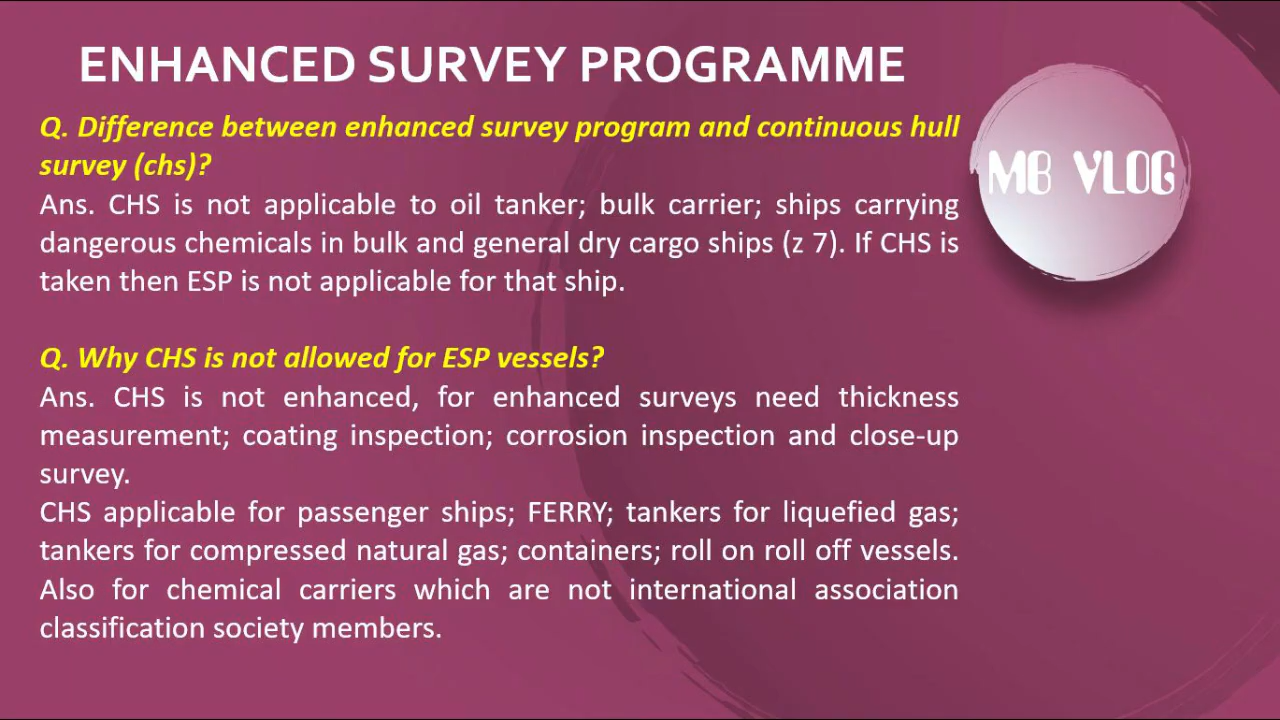 ENHANCED SURVEY PROGRAMME
Q. Difference between enhanced survey program and continuous hull
survey (chs)?
Ans. CHS is not applicable to oil tanker; bulk carrier; ships carrying
dangerous chemicals in bulk and general dry cargo ships (z 7). If CHS is
taken then ESP is not applicable for that ship.
MB VLOG
Q. Why CHS is not allowed for ESP vessels?
Ans. CHS is not enhanced, for enhanced surveys need thickness
measurement; coating inspection; corrosion inspection and close-up
survey.
CHS applicable for passenger ships; FERRY; tankers for liquefied gas;
tankers for compressed natural gas; containers; roll on roll off vessels.
Also for chemical carriers which are not international association
classification society members.